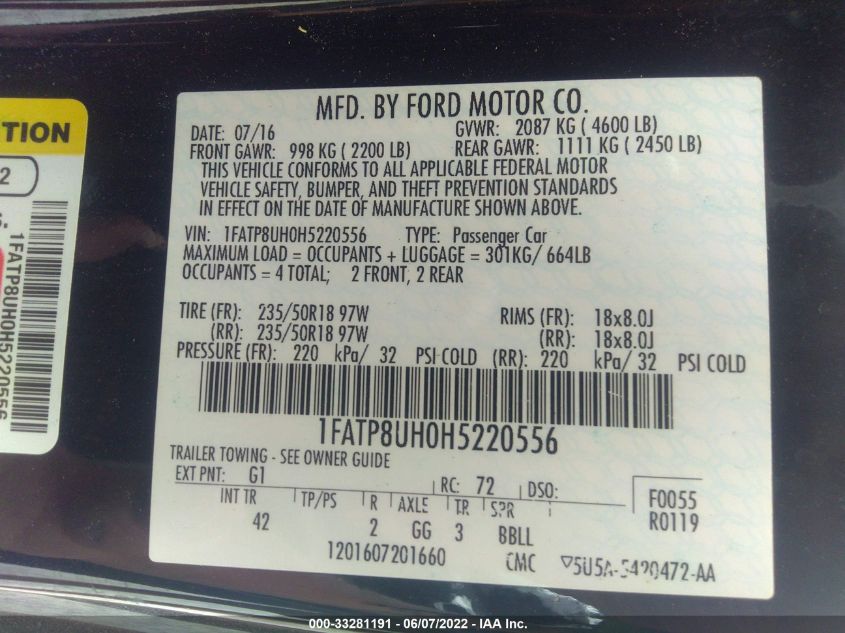 TION
2
1FATP8UH0H5220556
MFD. BY FORD MOTOR CO.
DATE: 07/16 GVWR: 2087 KG ( 4600 LB)
FRONT GAWR: 998 KG ( 2200 LB) REAR GAWR: 1111 KG ( 2450 LB)
THIS VEHICLE CONFORMS TO ALL APPLICABLE FEDERAL MOTOR
VEHICLE SAFETY, BUMPER, AND THEFT PREVENTION STANDARDS
IN EFFECT ON THE DATE OF MANUFACTURE SHOWN ABOVE.
VIN: 1FATP8UH0H5220556 TYPE: Passenger Car
MAXIMUM LOAD = OCCUPANTS + LUGGAGE = 301KG/ 664LB
OCCUPANTS = 4 TOTAL; 2 FRONT, 2 REAR
TIRE (FR): 235/50R18 97W RIMS (FR): 18x8.0J
(RR): 235/50R18 97W (RR): 18x8.0J
PRESSURE (FR): 220 kPa/ 32 PSI COLD (RR): 220 kPa/ 32 PSI COLD
1FATP8UH0H5220556
TRAILER TOWING - SEE OWNER GUIDE
EXT PNT: G1 RC: 72 DSO:
INT TR TP/PS R AXLE TR SPR
42 2 GG 3 BBLL
F0055
R0119
1201607201660 CMC 5U5A-5420472-AA
000-33281191 - 06/07/2022 - IAA Inc.